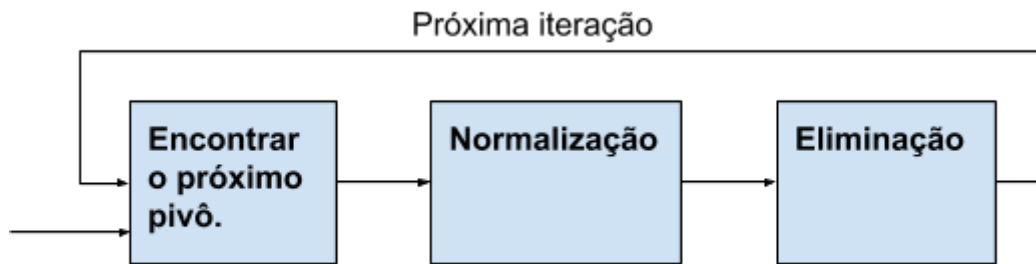 Próxima iteração
Encontrar
o próximo
pivô.
Normalização
Eliminação